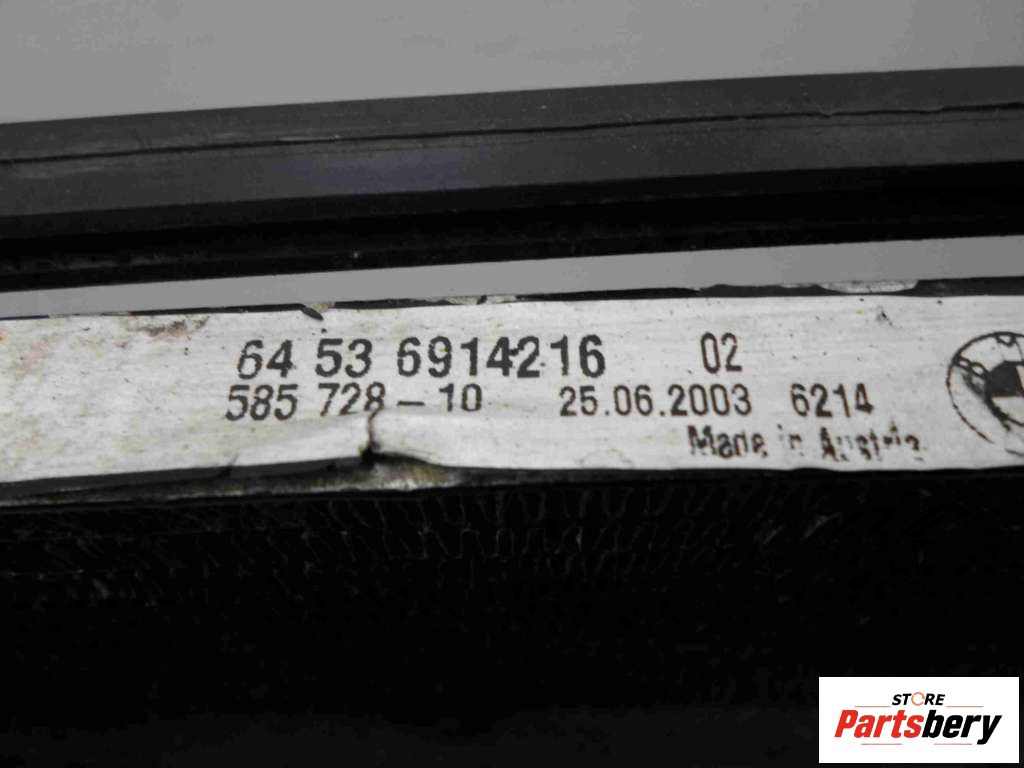 64 53 6914216 02
585 728-10 25.06.2003 6214
Made in Austria
STORE
Partsbery